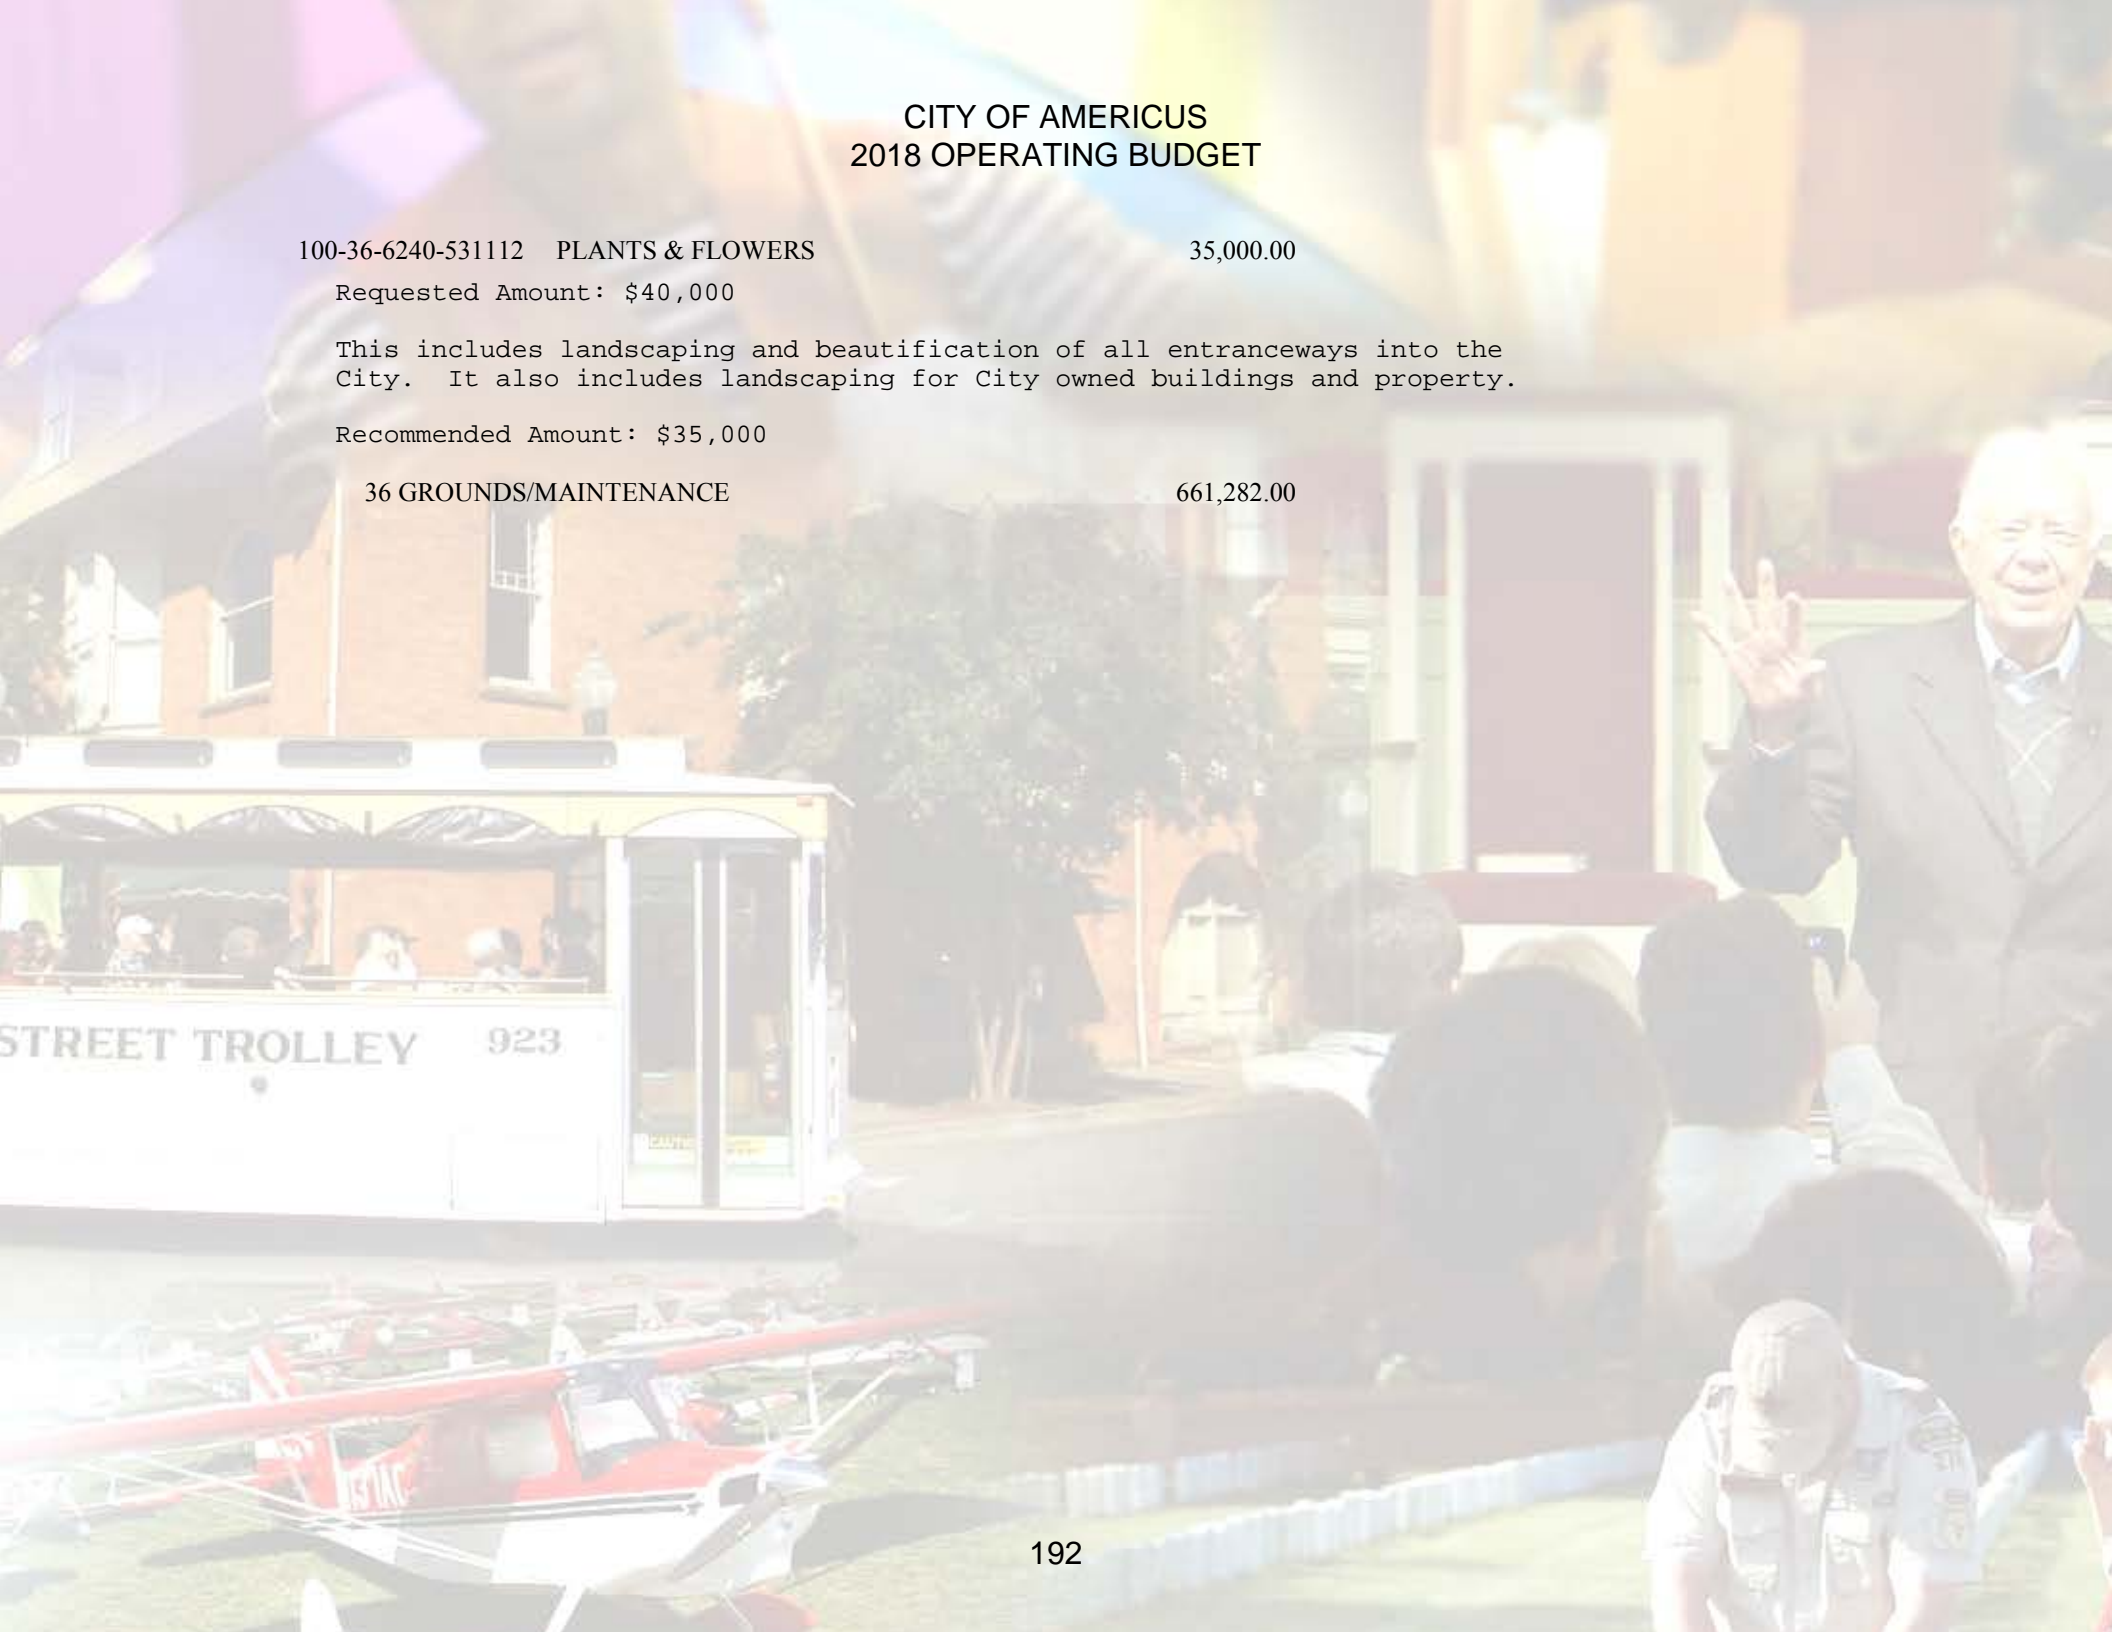 CITY OF AMERICUS
2018 OPERATING BUDGET
100-36-6240-531112 PLANTS & FLOWERS 35,000.00
Requested Amount: $40,000
This includes landscaping and beautification of all entranceways into the
City. It also includes landscaping for City owned buildings and property.
Recommended Amount: $35,000
36 GROUNDS/MAINTENANCE 661,282.00
STREET TROLLEY 923
192